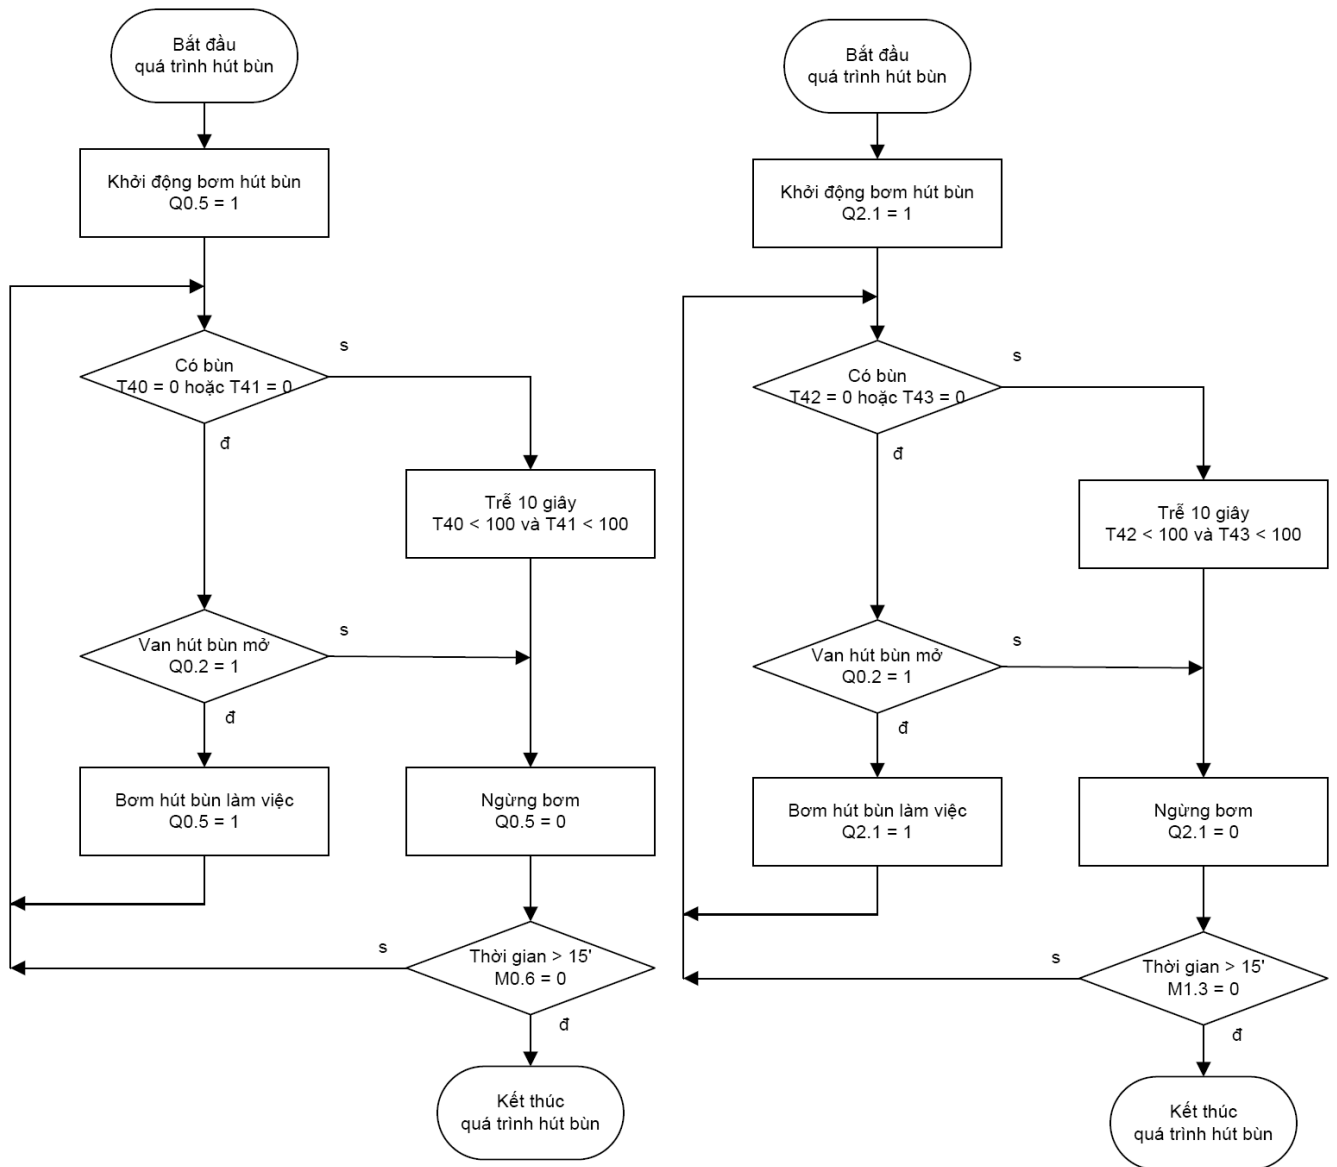 Bắt đầu
quá trình hút bùn
Khởi động bơm hút bùn
Q0.5 = 1
Có bùn
T40 = 0 hoặc T41 = 0
s
đ
Trễ 10 giây
T40 < 100 và T41 < 100
Van hút bùn mở
Q0.2 = 1
s
đ
Bơm hút bùn làm việc
Q0.5 = 1
Ngừng bơm
Q0.5 = 0
Thời gian > 15'
M0.6 = 0
s
đ
Kết thúc
quá trình hút bùn
Bắt đầu
quá trình hút bùn
Khởi động bơm hút bùn
Q2.1 = 1
Có bùn
T42 = 0 hoặc T43 = 0
s
đ
Trễ 10 giây
T42 < 100 và T43 < 100
Van hút bùn mở
Q0.2 = 1
s
đ
Bơm hút bùn làm việc
Q2.1 = 1
Ngừng bơm
Q2.1 = 0
Thời gian > 15'
M1.3 = 0
s
đ
Kết thúc
quá trình hút bùn